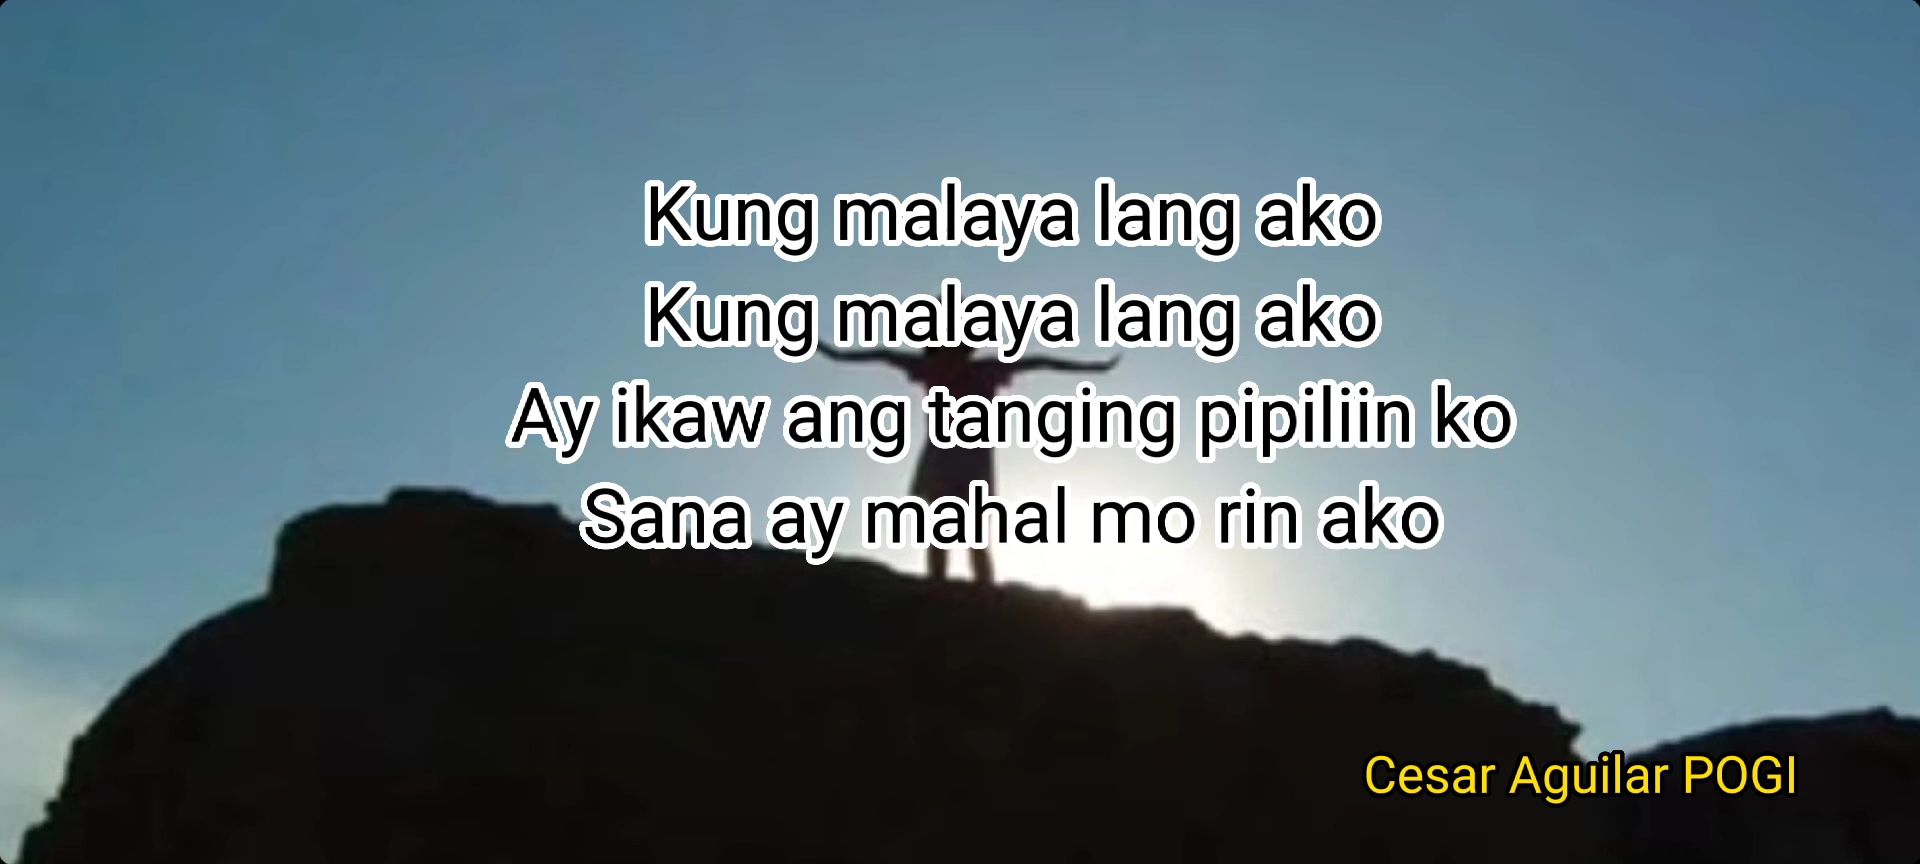 Kung malaya lang ako
Kung malaya lang ako
Ay ikaw ang tanging pipiliin ko
Sana ay mahal mo rin ako
Cesar Aguilar POGI